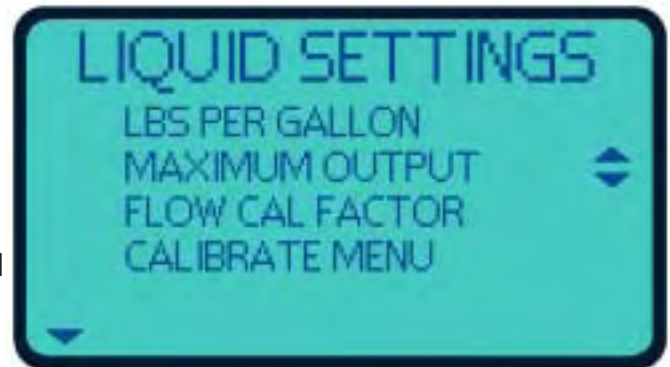 LIQUID SETTINGS
LBS PER GALLON
MAXIMUM OUTPUT
FLOW CAL FACTOR
CALIBRATE MENU